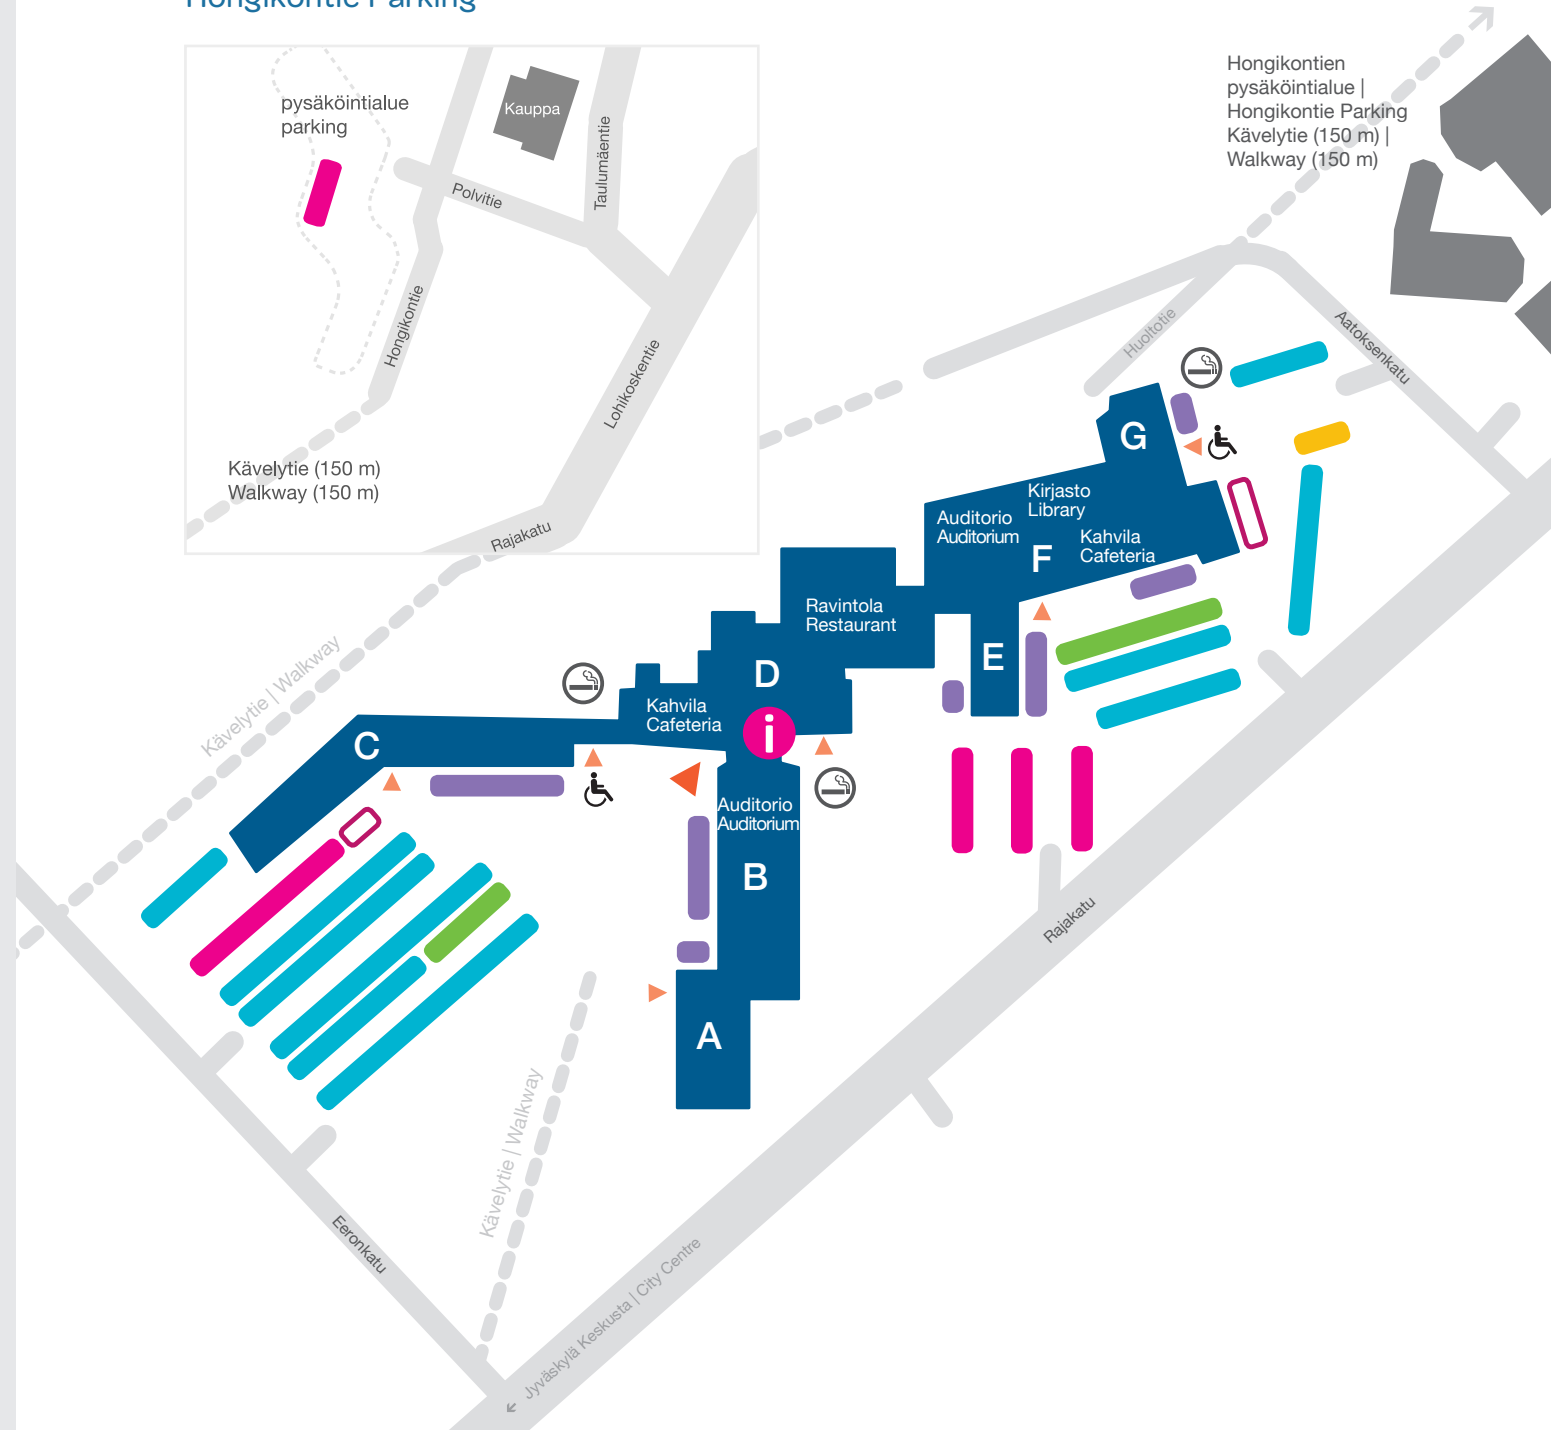 Hongikontie Parking
pysäköintialue
parking
Kauppa
Taulumäentie
Polvitie
Hongikontie
Lohikoskentie
Kävelytie (150 m)
Walkway (150 m)
Rajakatu
Hongikontien
pysäköintialue |
Hongikontie Parking
Kävelytie (150 m) |
Walkway (150 m)
Huoltotie
Aatoksenkatu
G
Kirjasto
Library
Auditorio
Auditorium
F
Kahvila
Cafeteria
Ravintola
Restaurant
E
D
Kahvila
Cafeteria
i
Kävelytie | Walkway
C
Auditorio
Auditorium
B
A
Rajakatu
Kävelytie | Walkway
Eeronkatu
Jyväskylä Keskusta | City Centre